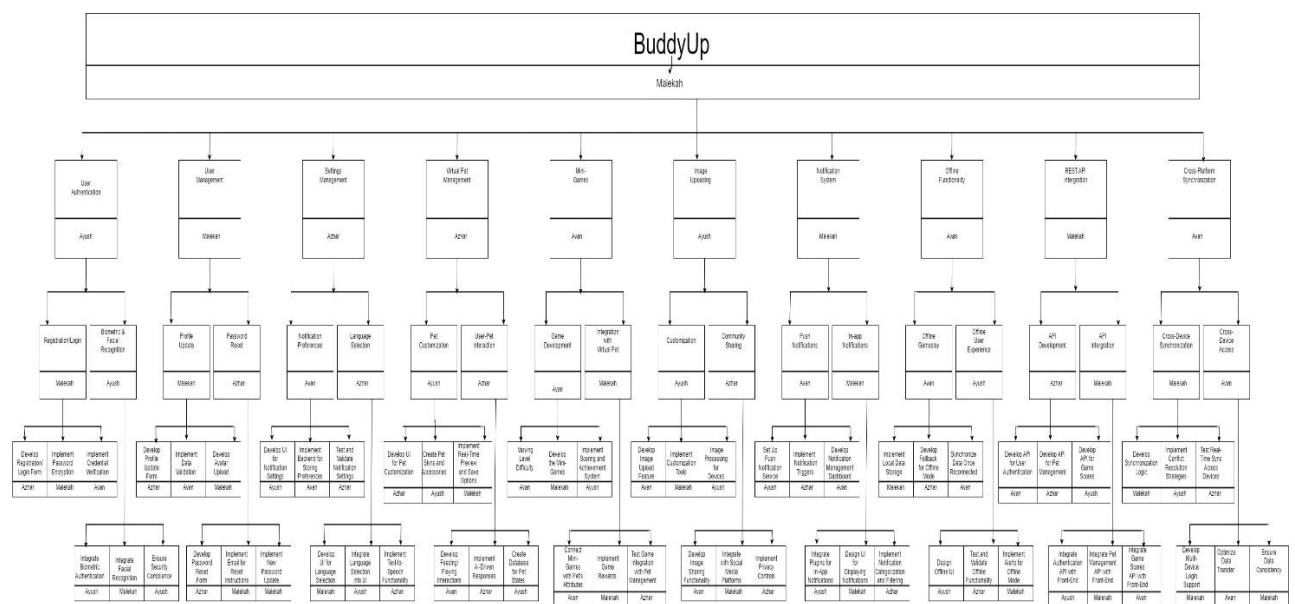 BuddyUp
Malekah
User
Authentication
Ayush
User
Management
Malekah
Settings
Management
Azhar
Virtual Pet
Management
Azhar
Mini-
Games
Avan
Image
Uploading
Ayush
Notification
System
Malekah
Offline
Functionality
Avan
REST API
Intergration
Malekah
Cross-Platform
Synchronization
Avan
Registration/Login
Malekah
Biometric &
Facial
Recognition
Ayush
Profile
Update
Malekah
Password
Reset
Azhar
Notification
Preferences
Avan
Language
Selection
Azhar
Pet
Customization
Ayush
User-Pet
Interaction
Azhar
Game
Development
Avan
Integration
with
Virtual Pet
Malekah
Customization
Ayush
Community
Sharing
Azhar
Push
Notifications
Avan
In-app
Notifications
Malekah
Offline
Gameplay
Avan
Offline
User
Experience
Ayush
API
Development
Azhar
API
Intergration
Malekah
Cross-Device
Synchronization
Malekah
Cross-
Device
Access
Avan
Develop
Registration/
Login Form
Azhar
Implement
Password
Encryption
Malekah
Implement
Credential
Verification
Avan
Develop
Profile
Update
Form
Azhar
Implement
Data
Validation
Avan
Develop
Avatar
Upload
Malekah
Develop UI
for
Notification
Settings
Ayush
Implement
Backend for
Storing
Preferences
Avan
Test and
Validate
Notification
Settings
Azhar
Develop UI
for Pet
Customization
Azhar
Create Pet
Skins and
Accessories
Ayush
Implement
Real-Time
Preview
and Save
Options
Malekah
Varying
Level
Difficulty
Avan
Develop
the Mini-
Games
Malekah
Implement
Scoring and
Achievement
System
Ayush
Develop
Image
Upload
Feature
Azhar
Implement
Customization
Tools
Ayush
Image
Processing
for
Devices
Avan
Set Up
Push
Notification
Service
Ayush
Implement
Notification
Triggers
Azhar
Develop
Notification
Management
Dashboard
Avan
Implement
Local Data
Storage
Malekah
Develop
Fallback
for Offline
Mode
Azhar
Synchronize
Data Once
Reconnected
Avan
Develop API
for User
Authentication
Avan
Develop API
for Pet
Management
Azhar
Develop
API for
Game
Scores
Ayush
Develop
Synchronization
Logic
Malekah
Implement
Conflict
Resolution
Strategies
Ayush
Test Real-
Time Sync
Across
Devices
Azhar
Integrate
Biometric
Authentication
Ayush
Integrate
Facial
Recognition
Malekah
Ensure
Security
Compliance
Ayush
Develop
Password
Reset
Form
Azhar
Implement
Email for
Reset
Instructions
Malekah
Implement
New
Password
Update
Malekah
Develop
UI for
Language
Selection
Malekah
Integrate
Language
Selection
into UI
Ayush
Implement
Text-to-
Speech
Functionality
Azhar
Develop
Feeding/
Playing
Interactions
Avan
Implement
AI-Driven
Responses
Azhar
Create
Database
for Pet
States
Ayush
Connect
Mini-
Games
with Pets
Attributes
Avan
Implement
Game
Rewards
Malekah
Test Game
Integration
with Pet
Management
Azhar
Develop
Image
Sharing
Functionality
Avan
Integrate
with Social
Media
Platforms
Azhar
Implement
Privacy
Controls
Malekah
Integrate
Plugins for
In-App
Notifications
Ayush
Design UI
for
Displaying
Notifications
Malekah
Implement
Notification
Categorization
and Filtering
Azhar
Design
Offline UI
Ayush
Test and
Validate
Offline
Functionality
Azhar
Implement
Alerts for
Offline
Mode
Malekah
Integrate
Authentication
API with
Front-End
Ayush
Integrate Pet
Management
API with
Front-End
Malekah
Integrate
Game
Scores
API with
Front-End
Avan
Develop
Multi-
Device
Login
Support
Malekah
Optimize
Data
Transfer
Avan
Ensure
Data
Consistency
Malekah